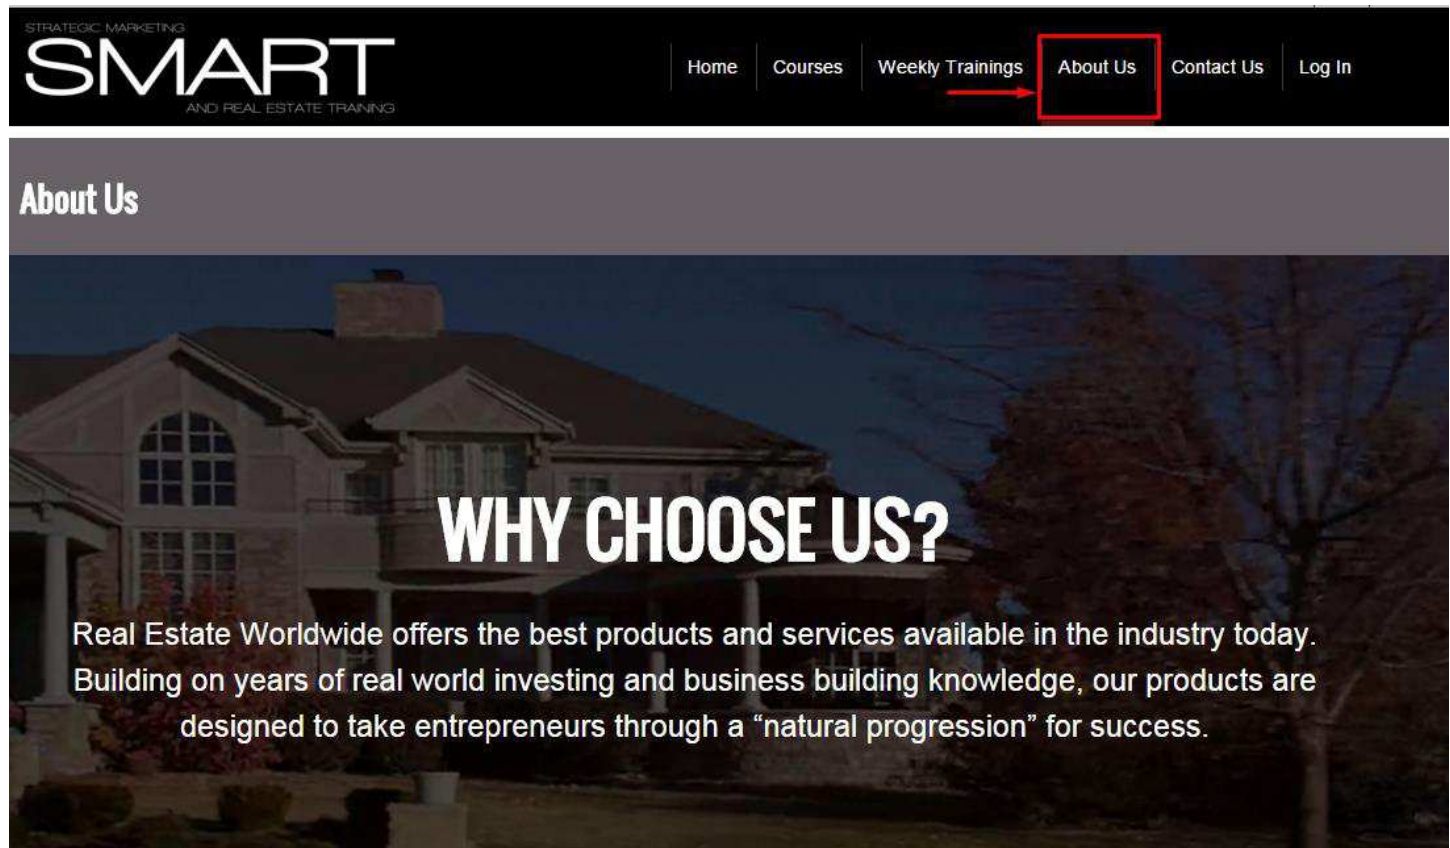 STRATEGIC MARKETING
SMART
AND REAL ESTATE TRAINING
Home Courses Weekly Trainings About Us Contact Us Log In
About Us
WHY CHOOSE US?
Real Estate Worldwide offers the best products and services available in the industry today.
Building on years of real world investing and business building knowledge, our products are
designed to take entrepreneurs through a “natural progression” for success.